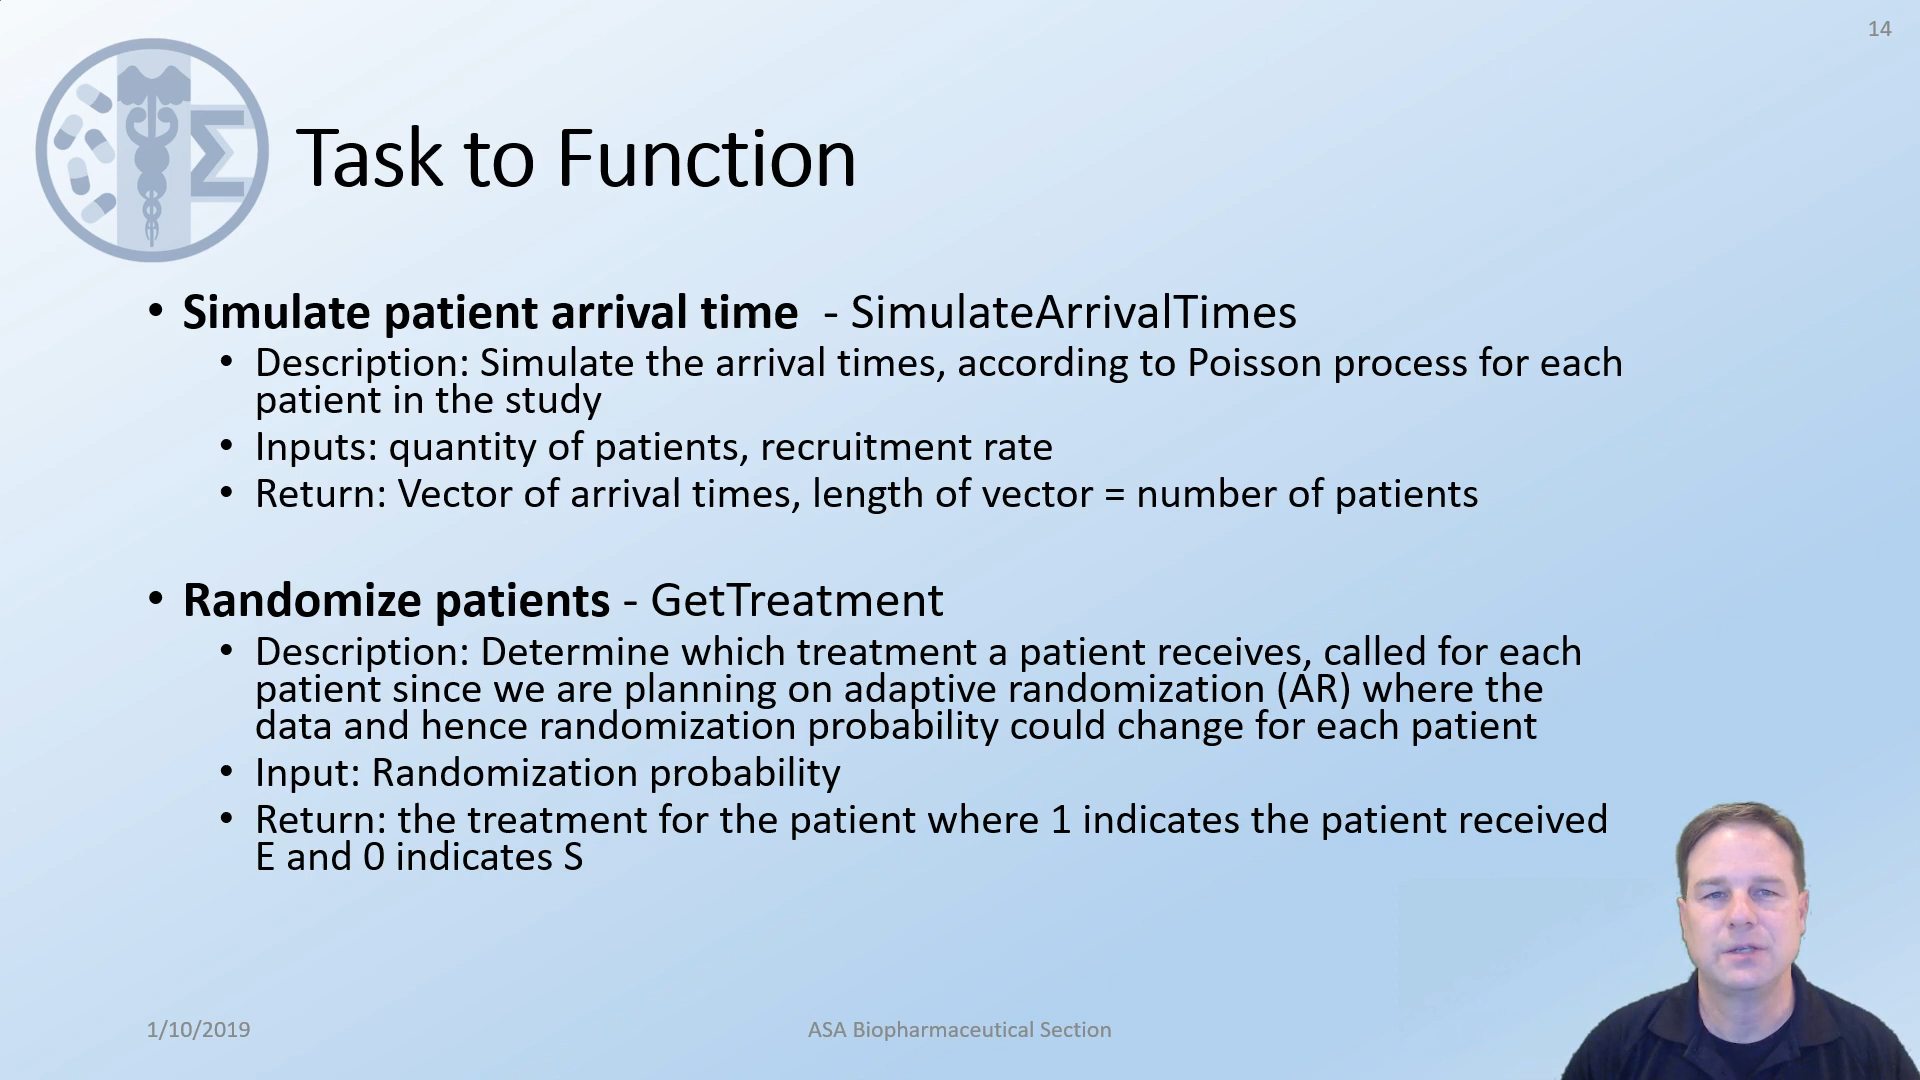 14
Task to Function
• Simulate patient arrival time - SimulateArrivalTimes
• Description: Simulate the arrival times, according to Poisson process for each
patient in the study
• Inputs: quantity of patients, recruitment rate
• Return: Vector of arrival times, length of vector = number of patients
• Randomize patients - GetTreatment
• Description: Determine which treatment a patient receives, called for each
patient since we are planning on adaptive randomization (AR) where the
data and hence randomization probability could change for each patient
• Input: Randomization probability
• Return: the treatment for the patient where 1 indicates the patient received
E and 0 indicates S
1/10/2019
ASA Biopharmaceutical Section